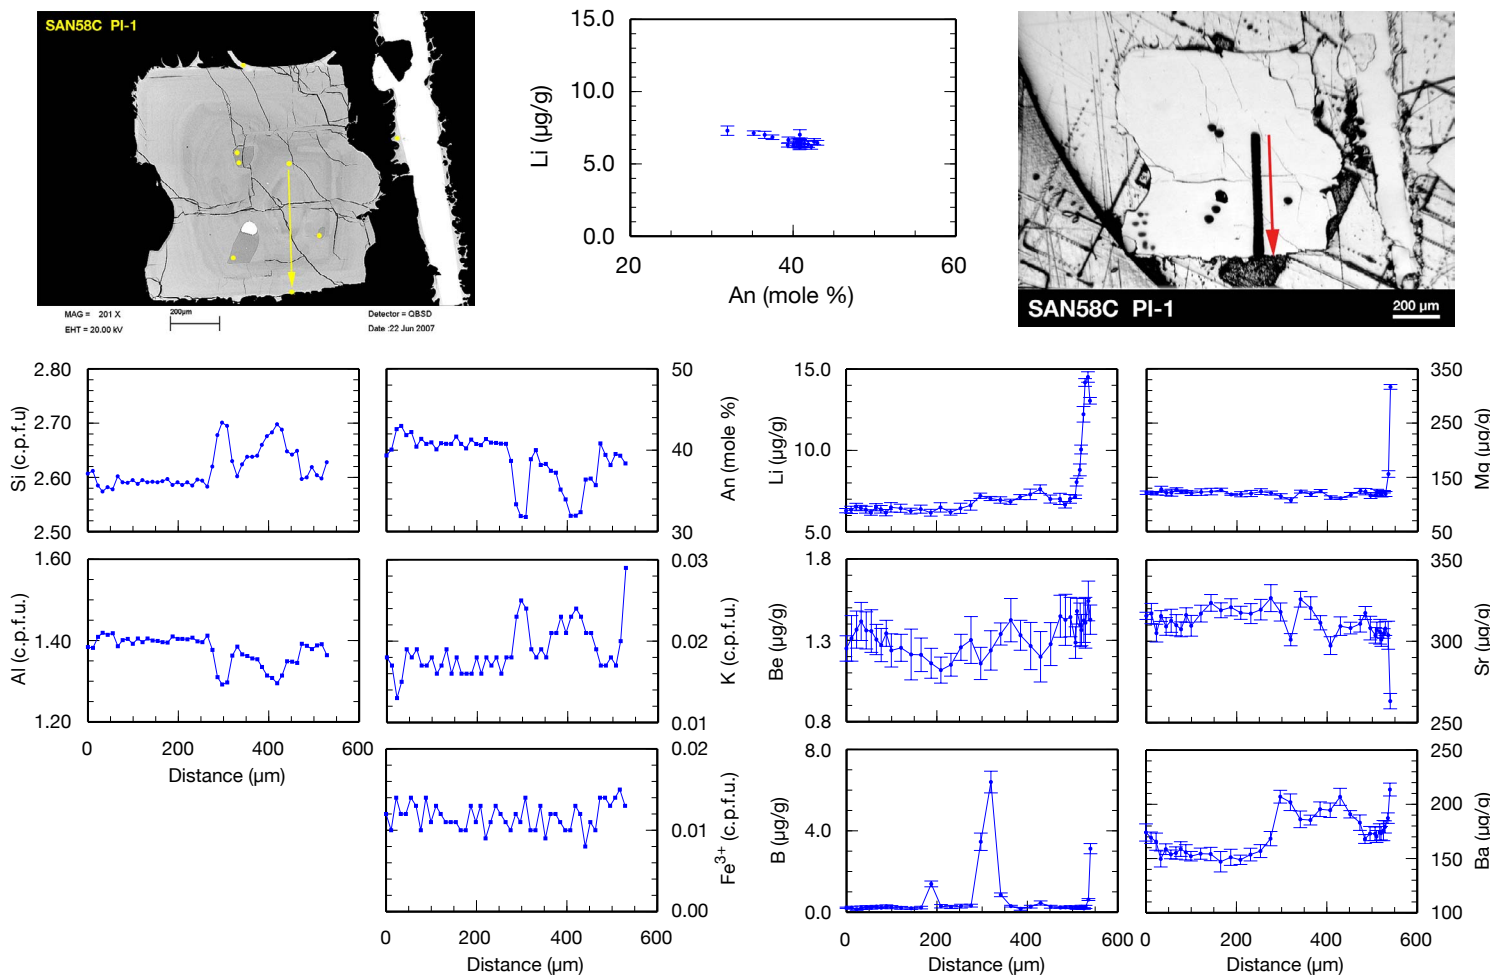 SAN58C PI-1
MAG = 201 X
EHT = 20.00 kV
200µm
Detector = QBSD
Date :22 Jun 2007
15.0
10.0
5.0
0.0
Li (µg/g)
20
40
60
An (mole %)
SAN58C PI-1
200 µm
2.80
2.70
2.60
2.50
Si (c.p.f.u)
50
40
30
An (mole %)
15.0
10.0
5.0
Li (µg/g)
350
250
150
50
Mg (µg/g)
1.60
1.40
1.20
Al (c.p.f.u.)
0
200
400
600
Distance (µm)
0.03
0.02
0.01
K (c.p.f.u.)
1.8
1.3
0.8
Be (µg/g)
350
300
250
Sr (µg/g)
0.02
0.01
0.00
Fe³⁺ (c.p.f.u.)
0
200
400
600
Distance (µm)
8.0
4.0
0.0
B (µg/g)
0
200
400
600
Distance (µm)
250
200
150
100
Ba (µg/g)
0
200
400
600
Distance (µm)